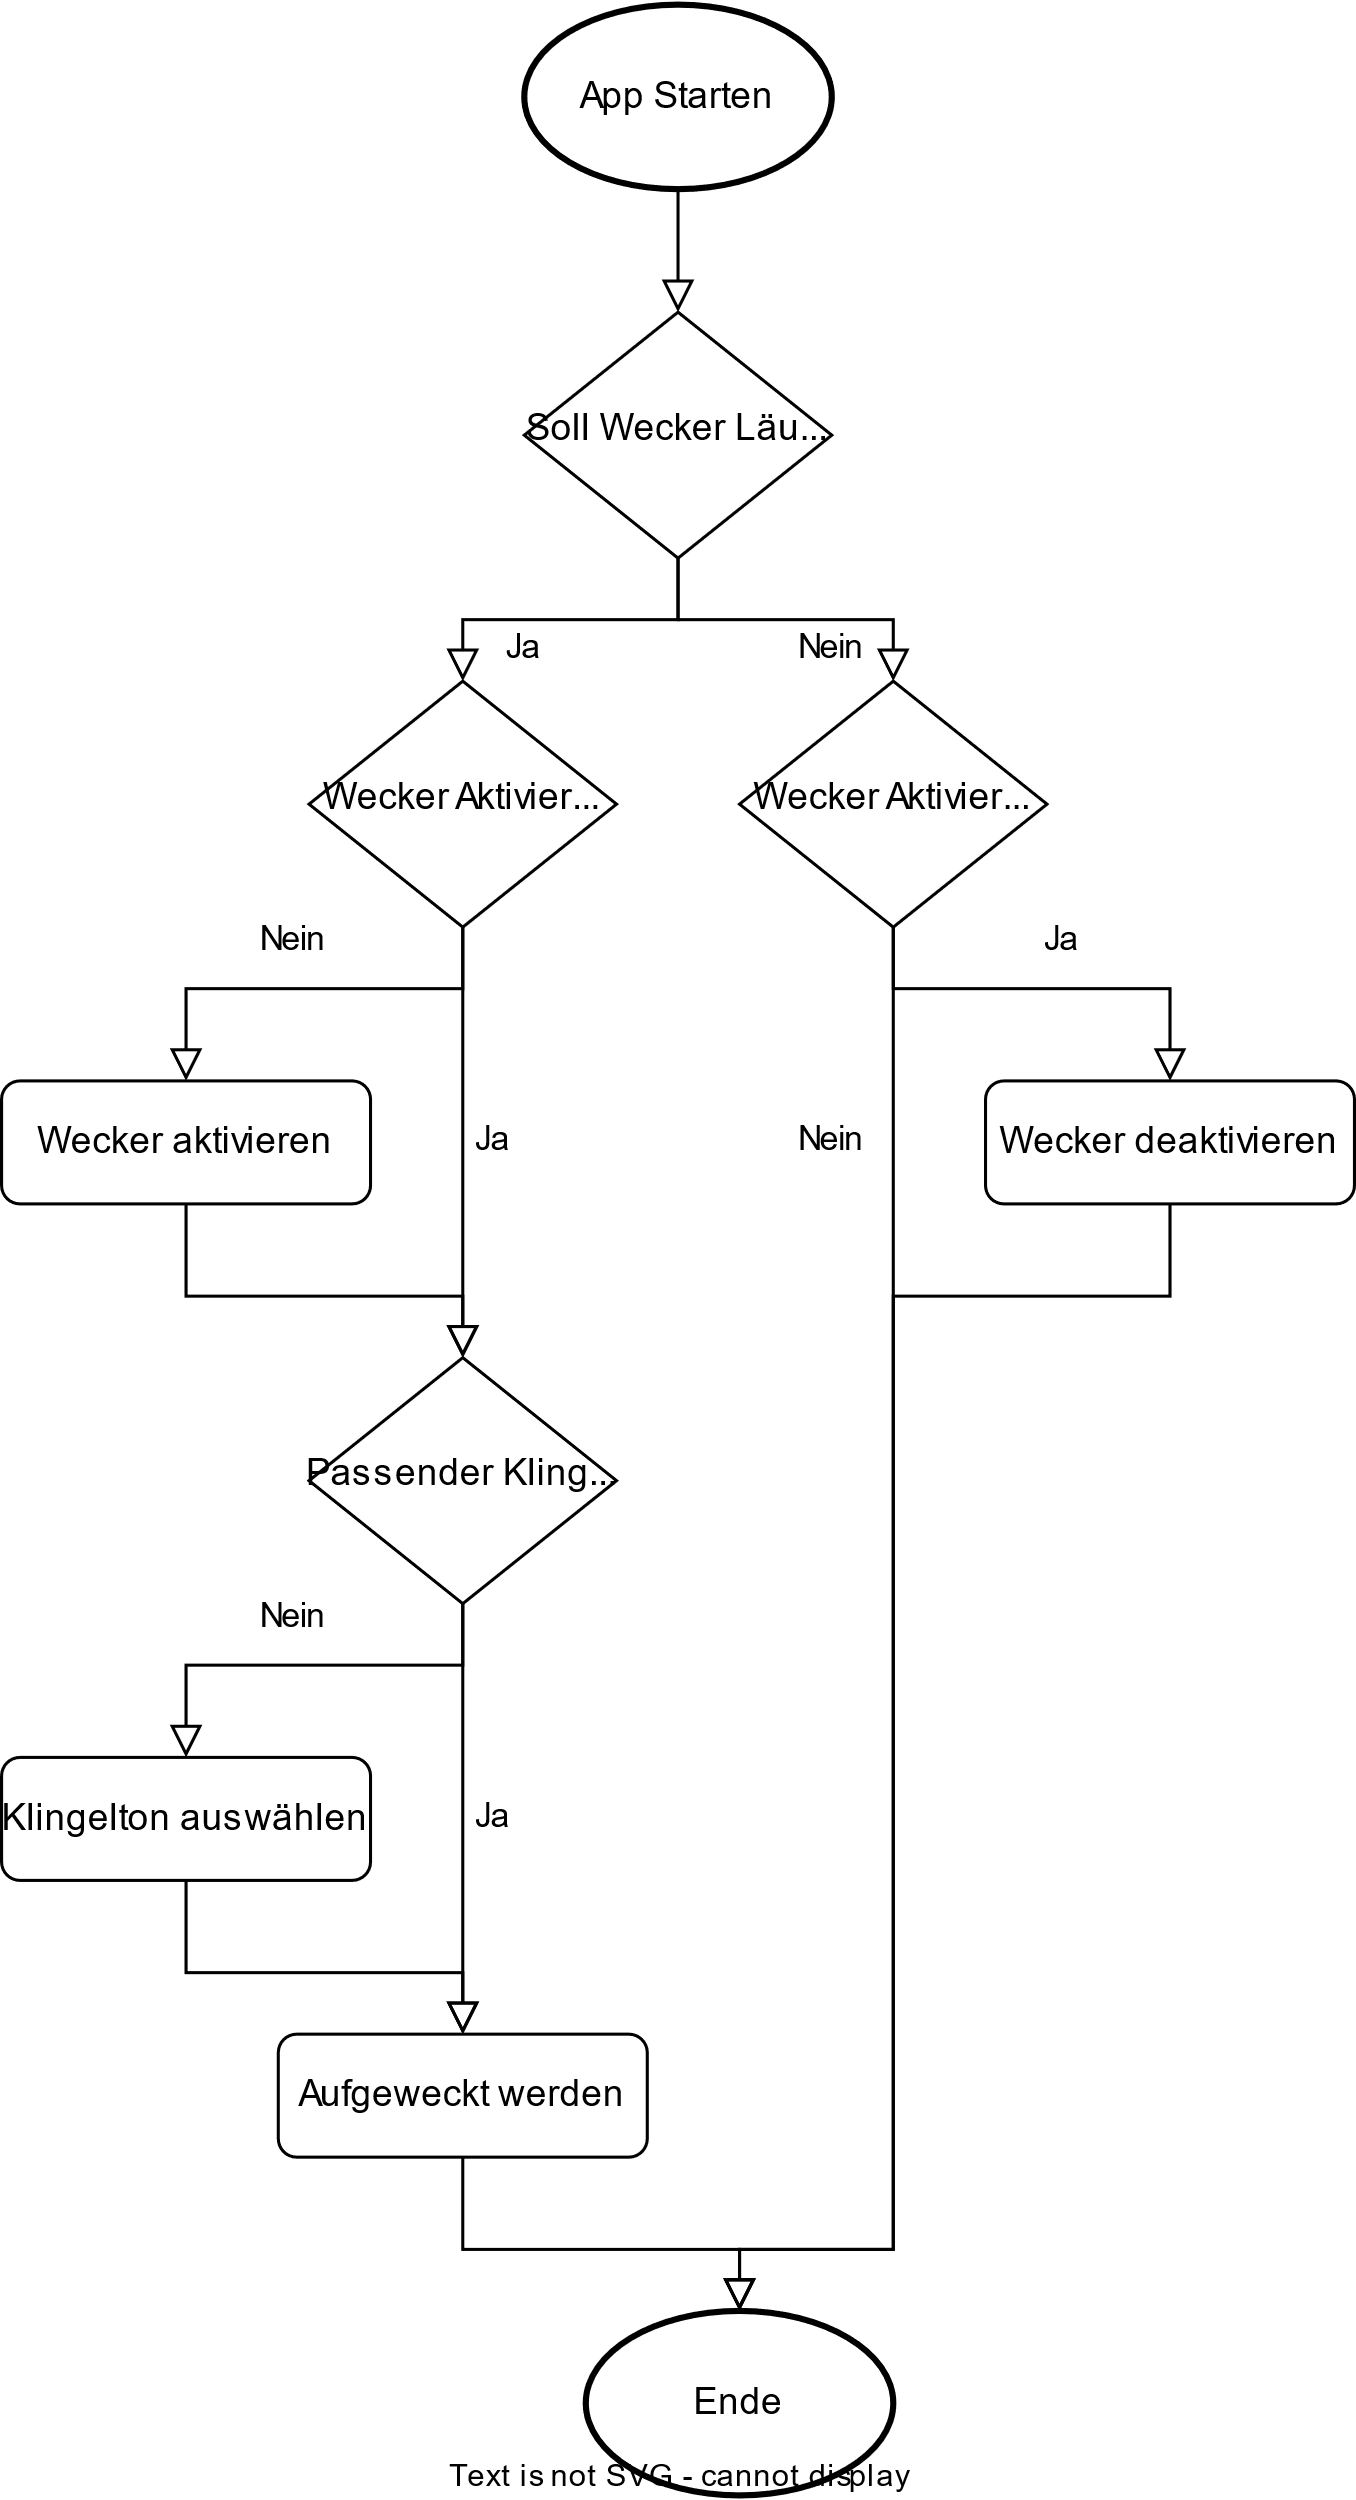 App Starten
Soll Wecker Läu...
Ja
Nein
Wecker Aktivier...
Wecker Aktivier...
Nein
Ja
Wecker aktivieren
Ja
Nein
Wecker deaktivieren
Passender Kling...
Nein
Klingelton auswählen
Ja
Aufgeweckt werden
Ende
Text is not SVG - cannot display